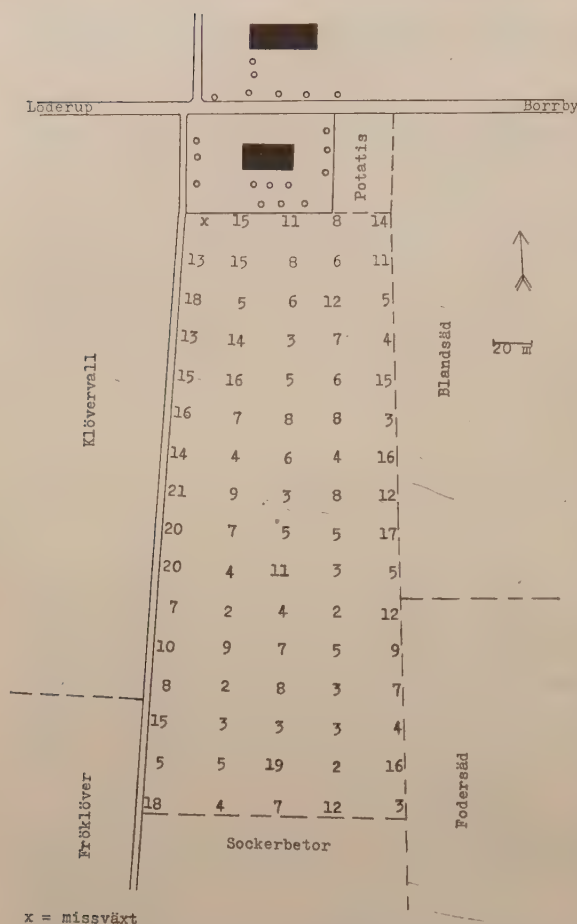 Löderup Borrby
Potatis
x 15 11 8 14
13 15 8 6 11
18 5 6 12 5
13 14 3 7 4
20 m
Blandsäd
Klövervall
15 16 5 6 15
16 7 8 8 3
14 4 6 4 16
21 9 3 8 12
20 7 5 5 17
20 4 11 3 5
7 2 4 2 12
10 9 7 5 9
8 2 8 3 7
15 3 3 3 4
5 5 19 2 16
18 4 7 12 3
Fröklöver
Fodersäd
Sockerbetor
x = missväxt